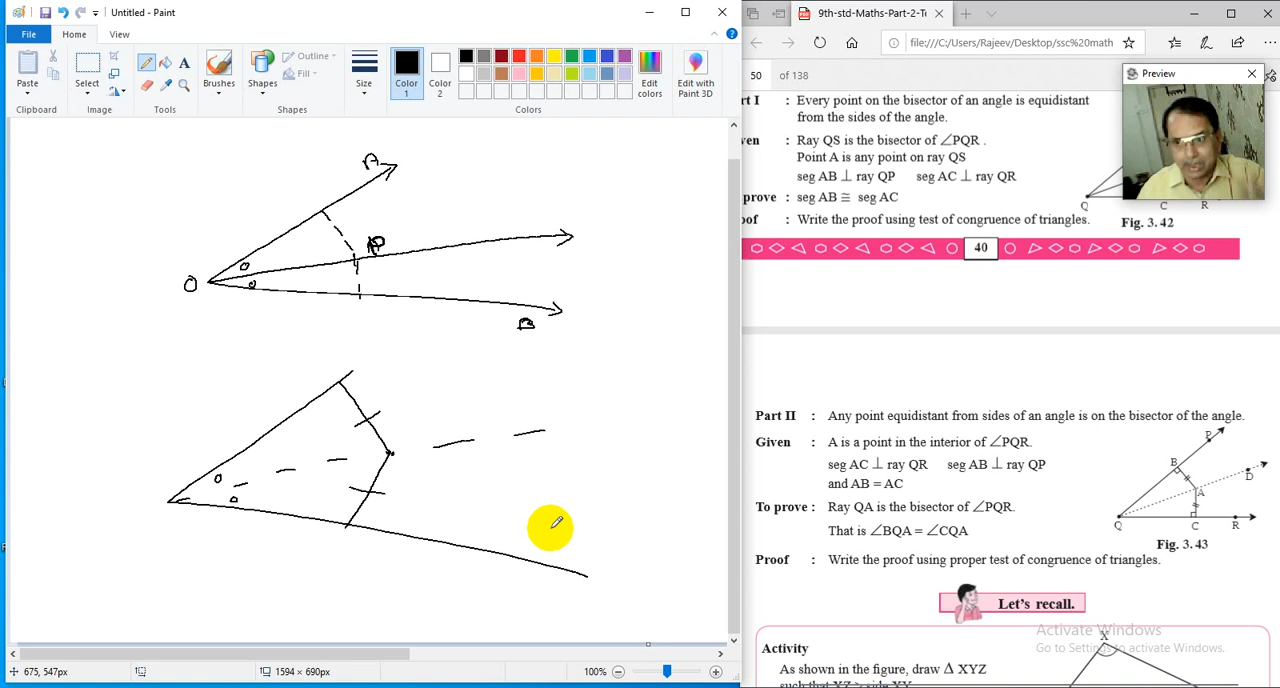 Untitled - Paint
File
Home
View
Paste
Select
Brushes
Shapes
Outline
Fill
Size
Color 1
Color 2
Edit colors
Edit with Paint 3D
Clipboard
Image
Tools
Shapes
Colors
A
O
P
B
675, 547px
1594 × 690px
100%
9th-std-Maths-Part-2-Te
file:///C:/Users/Rajeev/Desktop/ssc%20math
50 of 138
Preview
rt I : Every point on the bisector of an angle is equidistant
from the sides of the angle.
ven : Ray QS is the bisector of ∠PQR .
Point A is any point on ray QS
seg AB ⊥ ray QP seg AC ⊥ ray QR
prove : seg AB ≅ seg AC
oof : Write the proof using test of congruence of triangles.
Q C R
Fig. 3.42
40
Part II : Any point equidistant from sides of an angle is on the bisector of the angle.
Given : A is a point in the interior of ∠PQR.
seg AC ⊥ ray QR seg AB ⊥ ray QP
and AB = AC
To prove : Ray QA is the bisector of ∠PQR.
That is ∠BQA = ∠CQA
Proof : Write the proof using proper test of congruence of triangles.
P
B
D
A
Q C R
Fig. 3.43
Let's recall.
Activity
As shown in the figure, draw Δ XYZ
such that XZ > side XY
X
Activate Windows
Go to Settings to activate Windows.